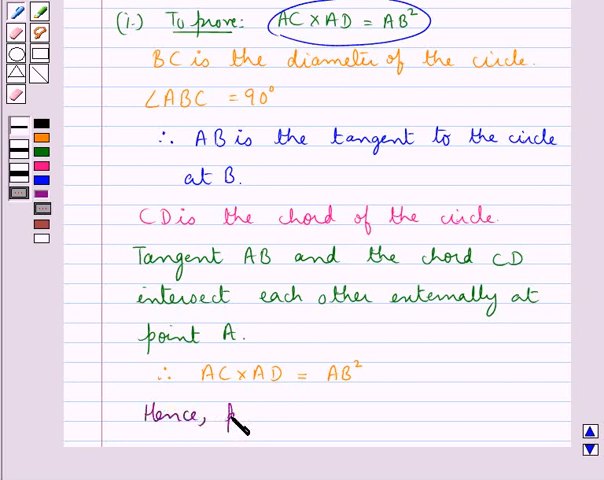 (i.) To prove: AC × AD = AB²
BC is the diameter of the circle.
∠ABC = 90°
∴ AB is the tangent to the circle
at B.
CD is the chord of the circle.
Tangent AB and the chord CD
intersect each other externally at
point A.
∴ AC × AD = AB²
Hence,